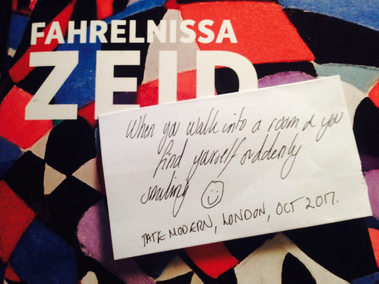 FAHRELNISSA
ZEID
When you walk into a room & you
find yourself suddenly
smiling
TATE MODERN, LONDON, OCT 2017.